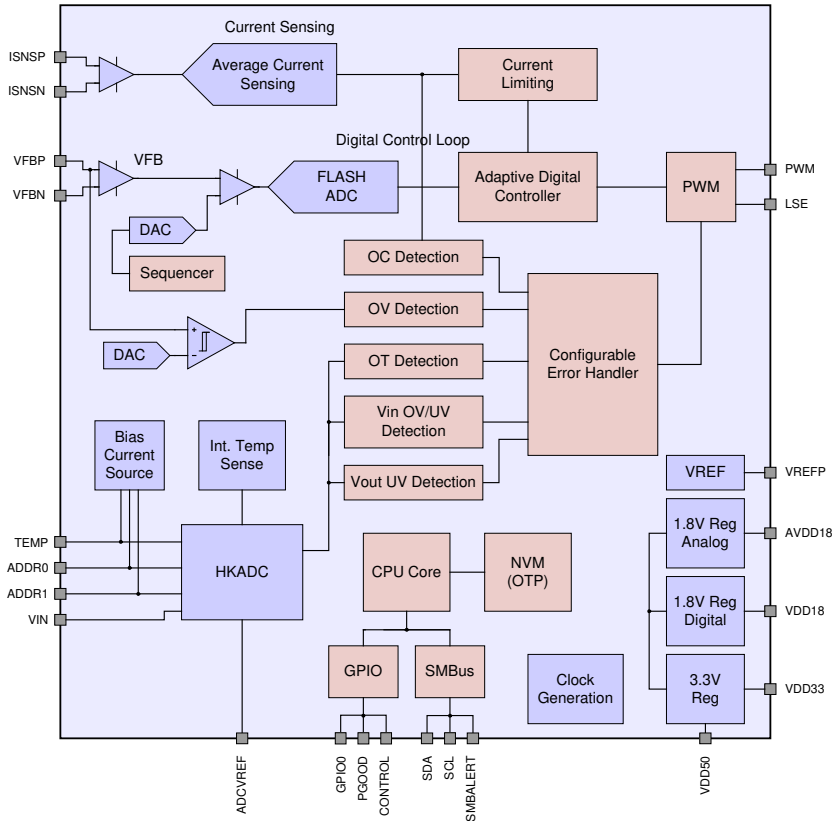 Current Sensing
ISNSP
ISNSN
Average Current
Sensing
Current
Limiting
Digital Control Loop
VFBP
VFBN
VFB
FLASH
ADC
Adaptive Digital
Controller
PWM
PWM
LSE
DAC
Sequencer
OC Detection
OV Detection
+
−
DAC
OT Detection
Configurable
Error Handler
Vin OV/UV
Detection
Vout UV Detection
Bias
Current
Source
Int. Temp
Sense
VREF
VREFP
TEMP
ADDR0
ADDR1
VIN
HKADC
CPU Core
NVM
(OTP)
1.8V Reg
Analog
AVDD18
1.8V Reg
Digital
VDD18
GPIO
SMBus
Clock
Generation
3.3V
Reg
VDD33
ADCVREF
GPIO0
PGOOD
CONTROL
SDA
SCL
SMBALERT
VDD50